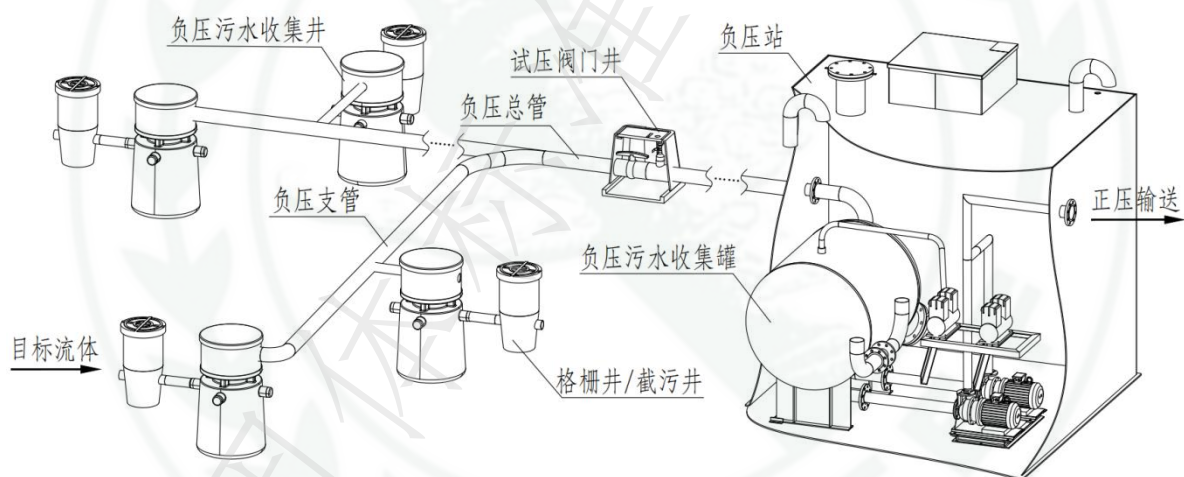 负压污水收集井
试压阀门井
负压站
负压总管
负压支管
正压输送
负压污水收集罐
目标流体
格栅井/截污井